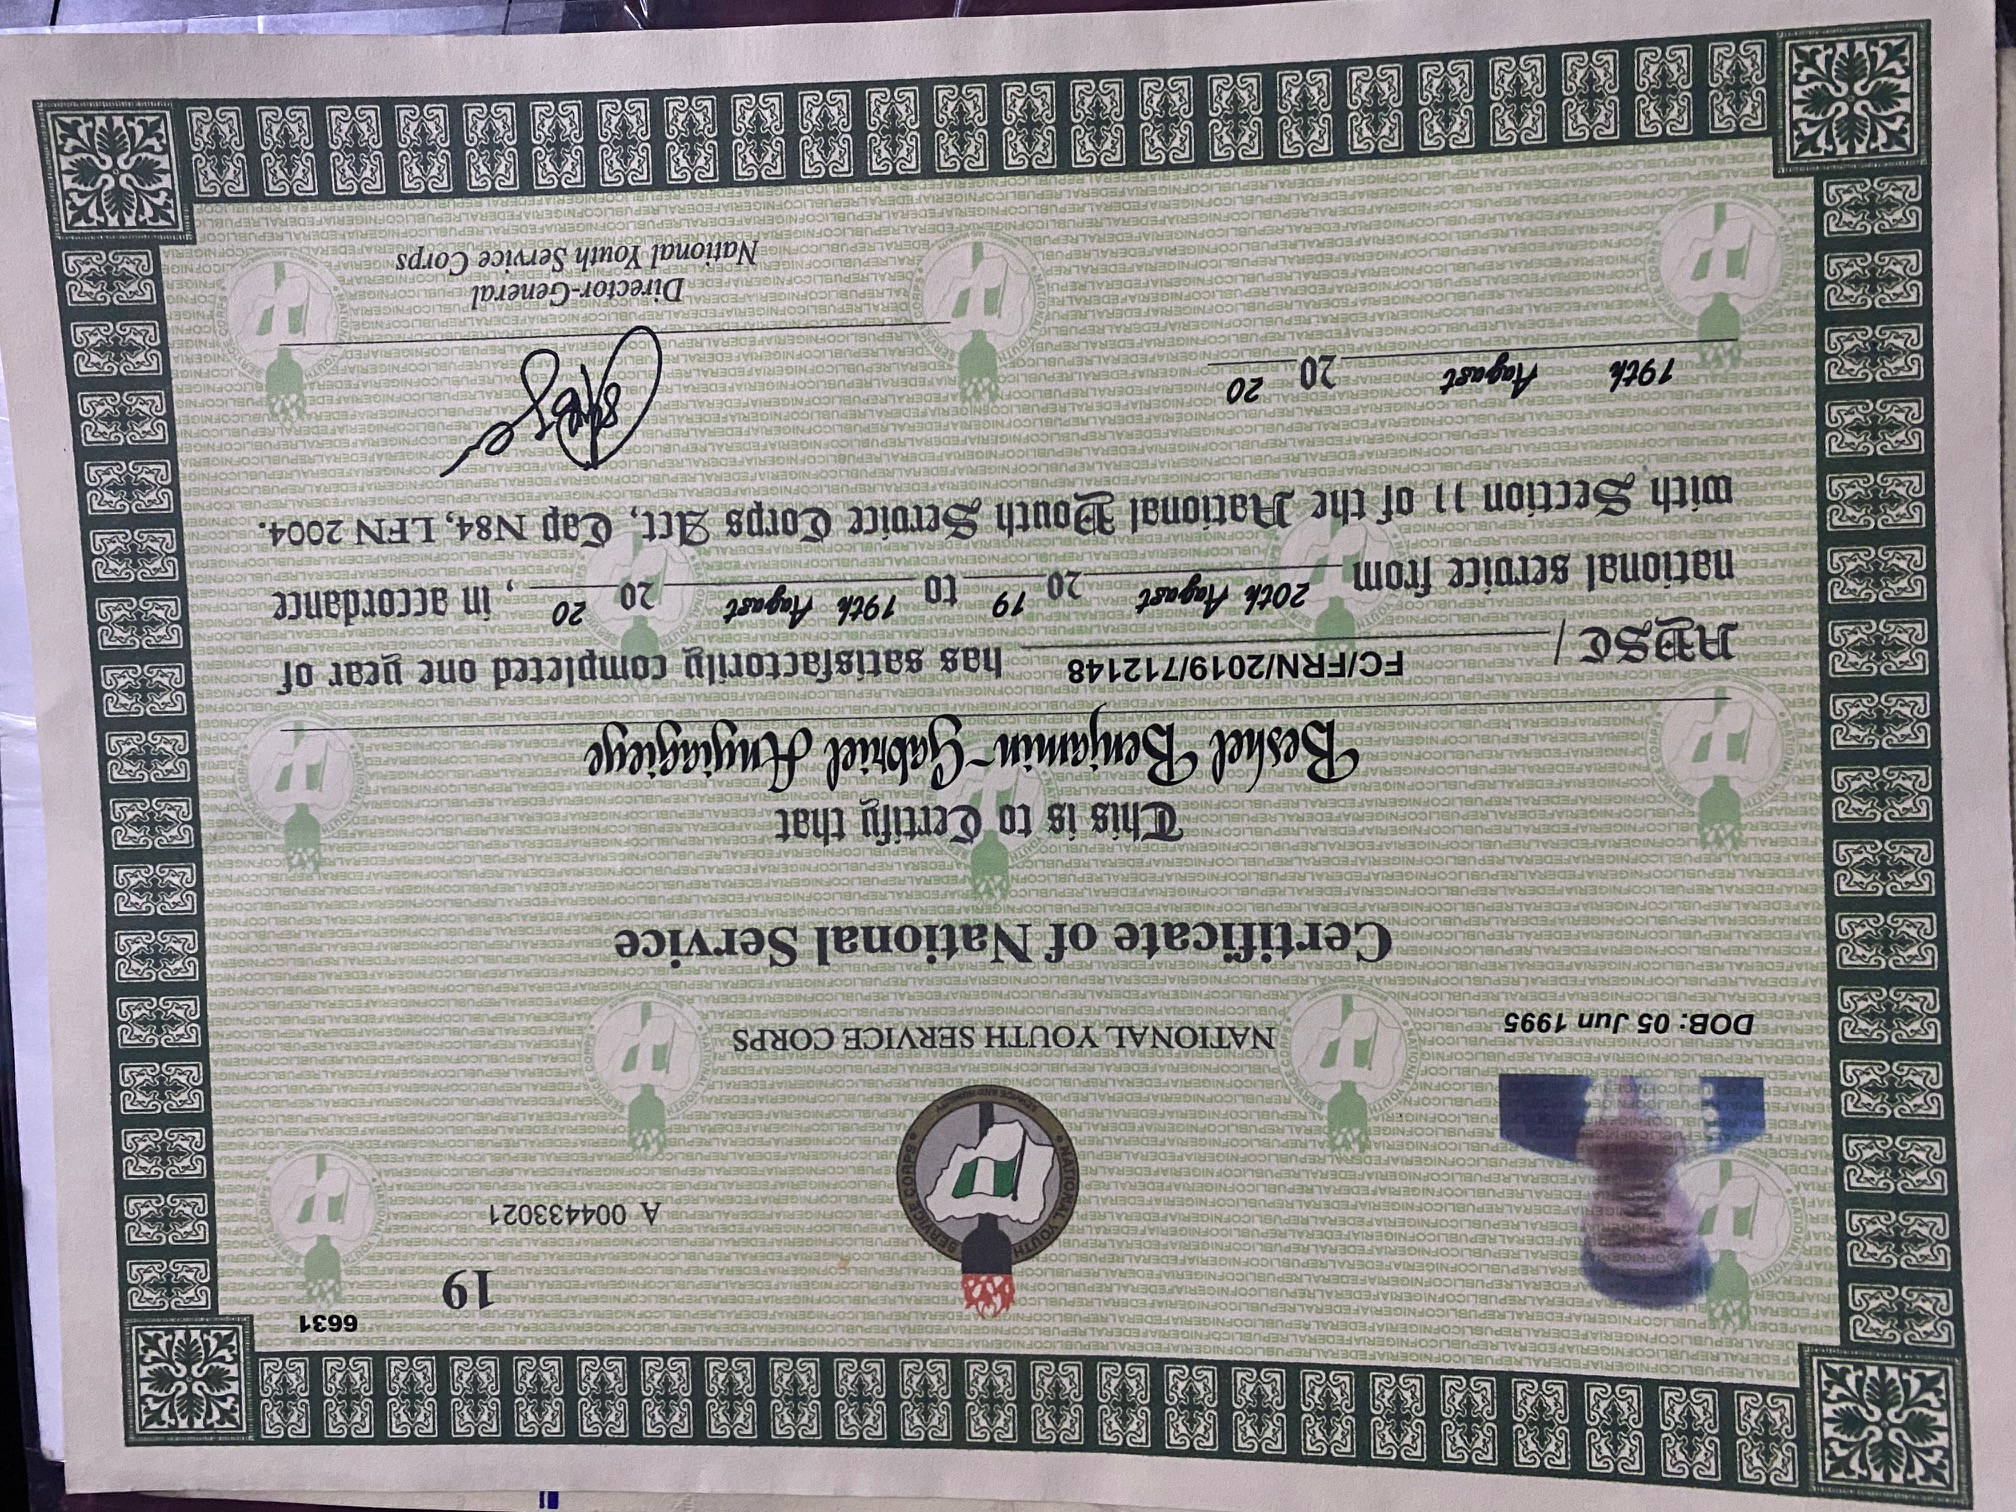 6631
19
A 004433021
NATIONAL YOUTH SERVICE CORPS
NATIONAL YOUTH SERVICE CORPS
DOB: 05 Jun 1995
Certificate of National Service
This is to Certify that
Beshel Benjamin-Gabriel Anyiagieye
NYSC/ FC/FRN/2019/712148 has satisfactorily completed one year of
national service from 20th August 20 19 to 19th August 20 20, in accordance
with Section 11 of the National Youth Service Corps Act, Cap N84, LFN 2004.
19th August 20 20
Director-General
National Youth Service Corps